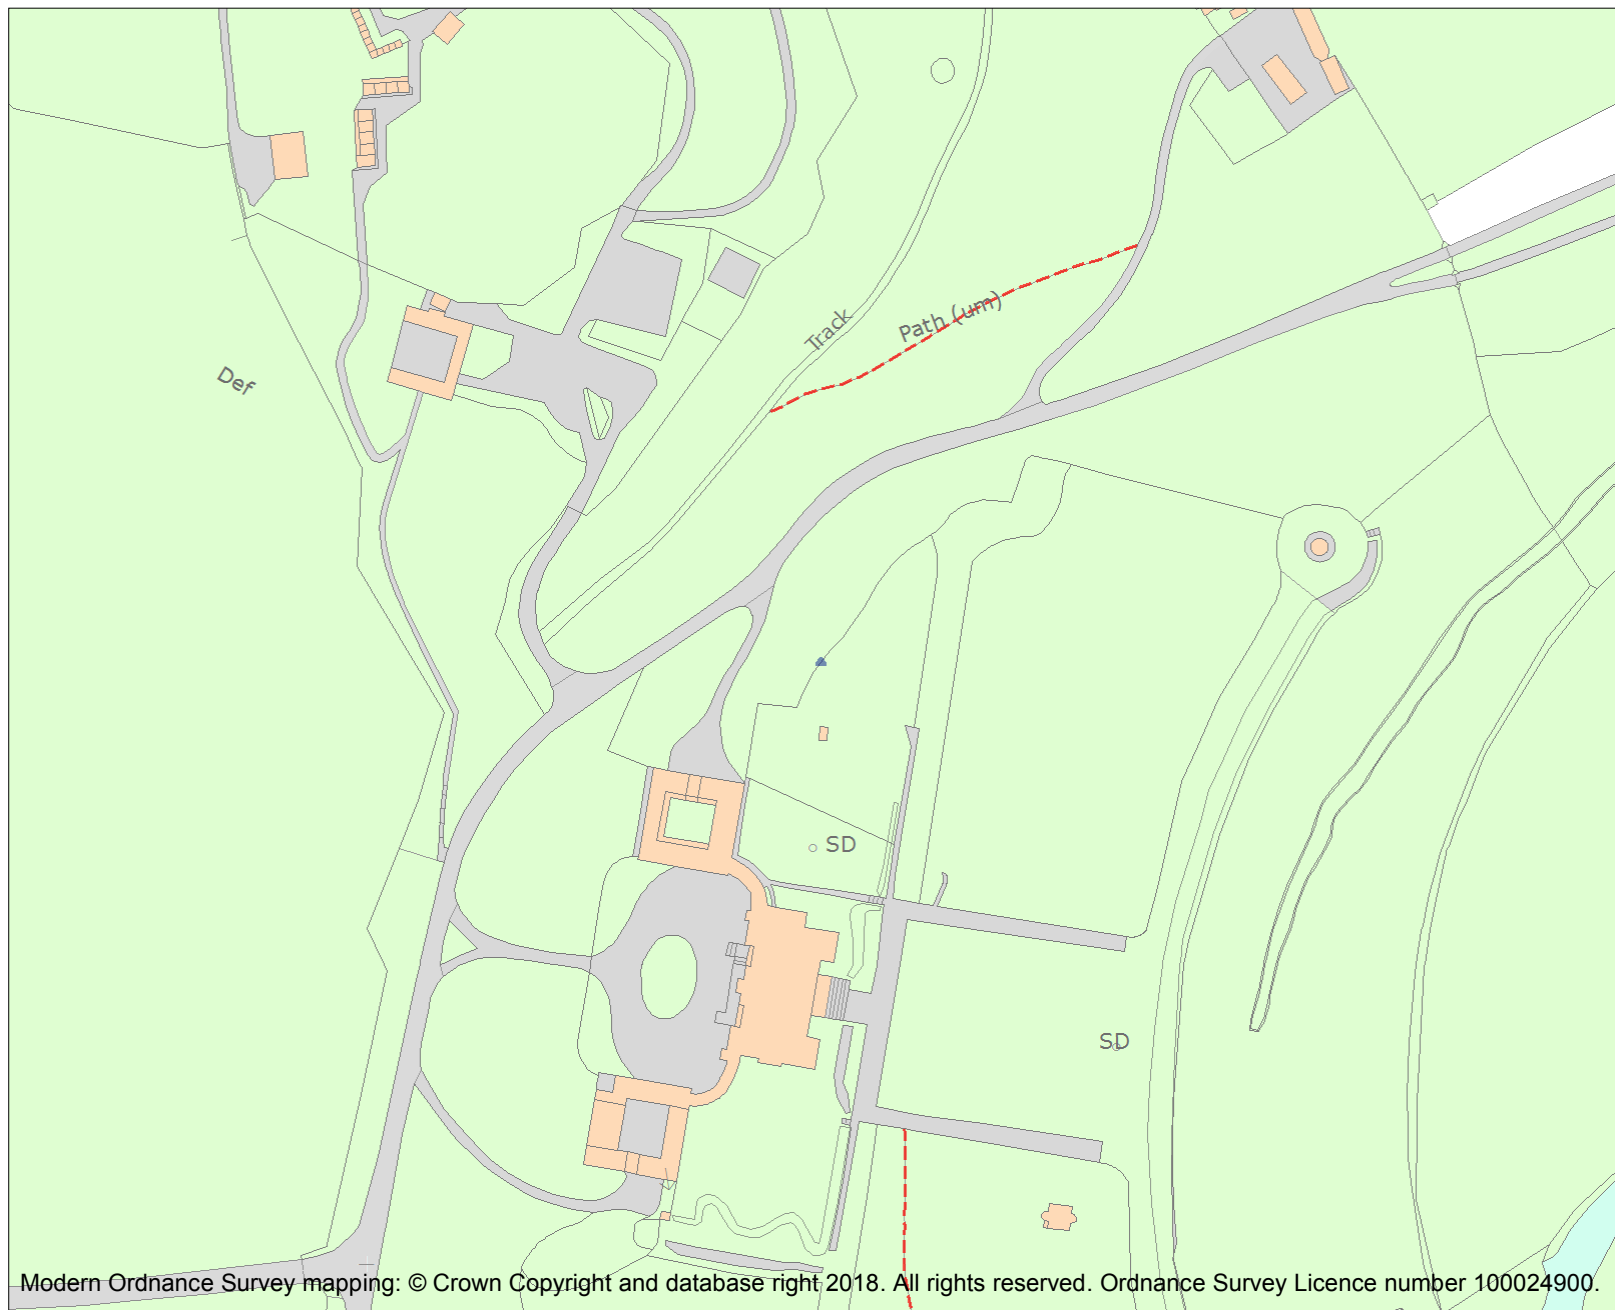 Track
Path (um)
Def
SD
SD
Modern Ordnance Survey mapping: © Crown Copyright and database right 2018. All rights reserved. Ordnance Survey Licence number 100024900.